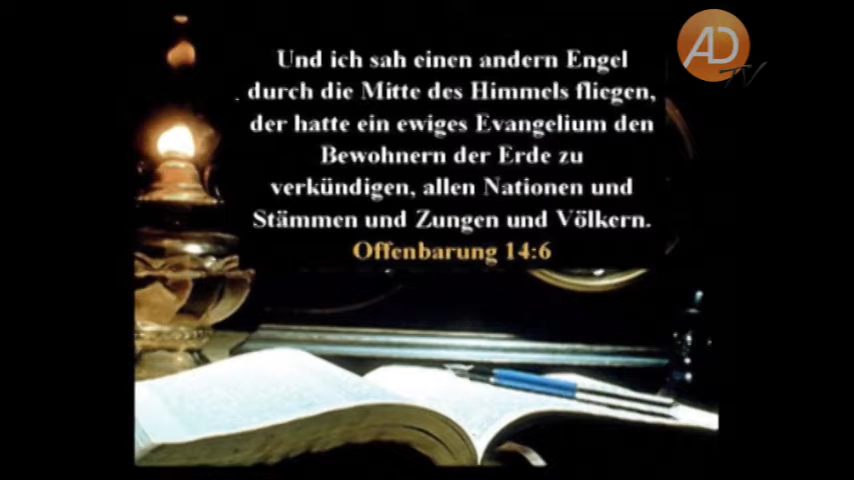 Und ich sah einen andern Engel
durch die Mitte des Himmels fliegen,
der hatte ein ewiges Evangelium den
Bewohnern der Erde zu
verkündigen, allen Nationen und
Stämmen und Zungen und Völkern.
Offenbarung 14:6
AD
TV